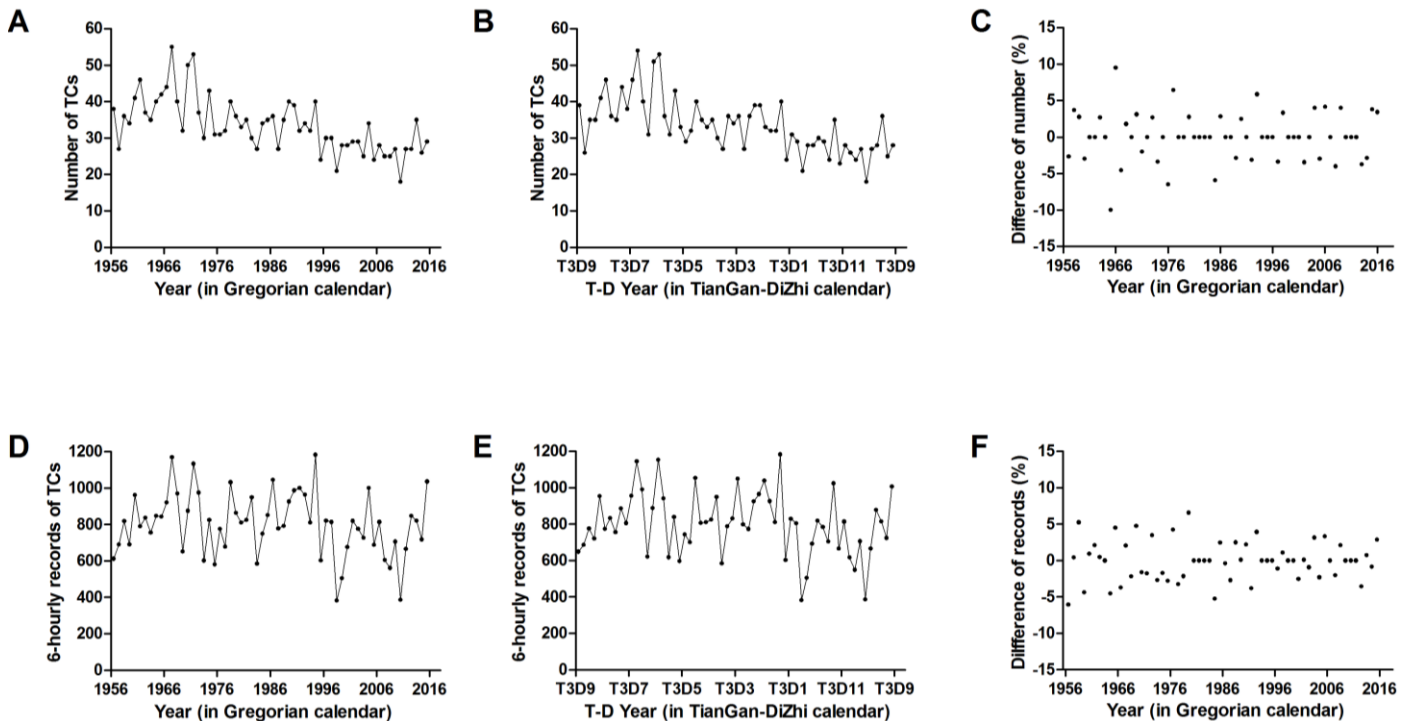 A
Number of TCs
60
50
40
30
20
10
0
1956 1966 1976 1986 1996 2006 2016
Year (in Gregorian calendar)
B
Number of TCs
60
50
40
30
20
10
0
T3D9 T3D7 T3D5 T3D3 T3D1 T3D11 T3D9
T-D Year (in TianGan-DiZhi calendar)
C
Difference of number (%)
15
10
5
0
-5
-10
-15
1956 1966 1976 1986 1996 2006 2016
Year (in Gregorian calendar)
D
6-hourly records of TCs
1200
1000
800
600
400
200
0
1956 1966 1976 1986 1996 2006 2016
Year (in Gregorian calendar)
E
6-hourly records of TCs
1200
1000
800
600
400
200
0
T3D9 T3D7 T3D5 T3D3 T3D1 T3D11 T3D9
T-D Year (in TianGan-DiZhi calendar)
F
Difference of records (%)
15
10
5
0
-5
-10
-15
1956 1966 1976 1986 1996 2006 2016
Year (in Gregorian calendar)